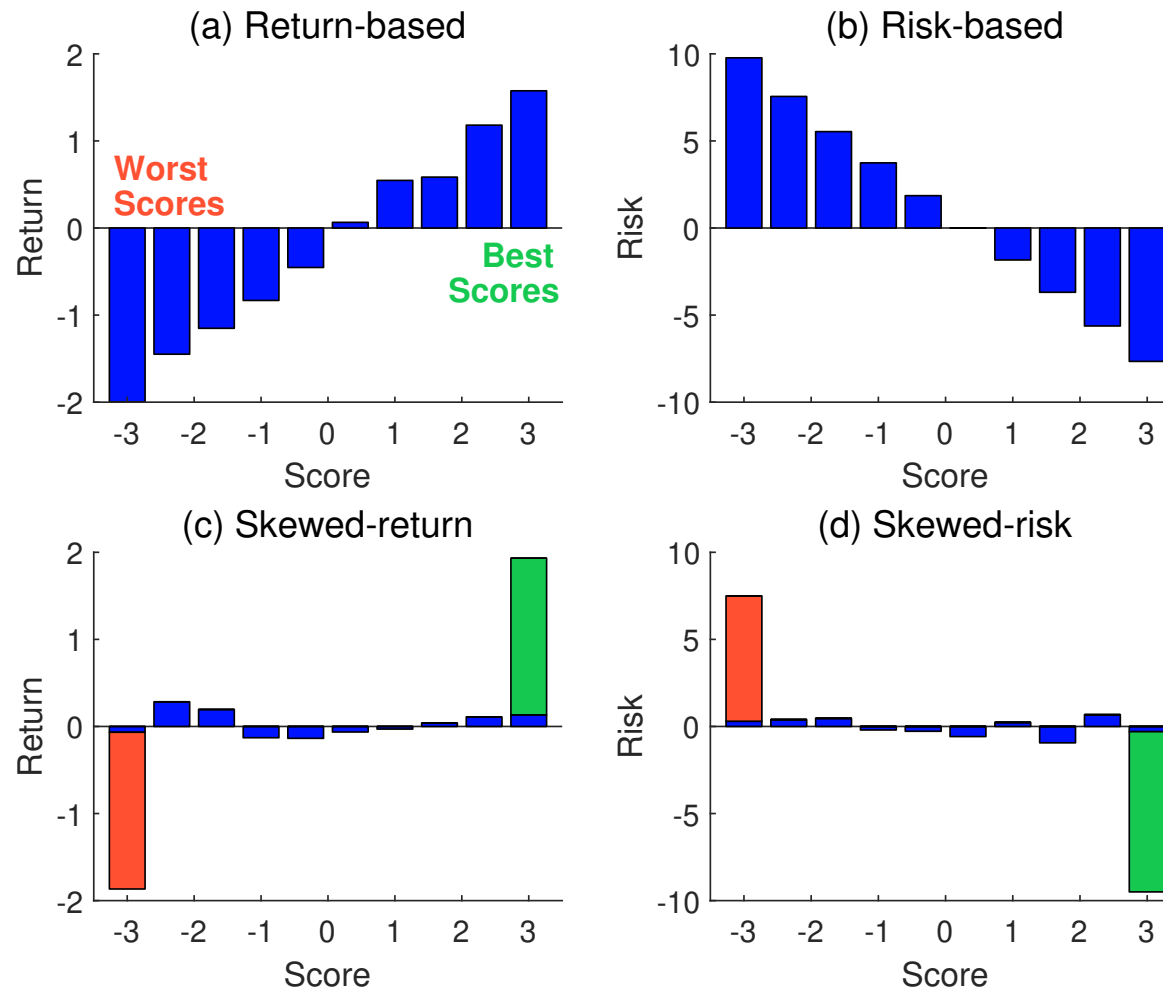 (a) Return-based
2
1
0
-1
-2
Return
Worst
Scores
Best
Scores
-3 -2 -1 0 1 2 3
Score
(b) Risk-based
10
5
0
-5
-10
Risk
-3 -2 -1 0 1 2 3
Score
(c) Skewed-return
2
1
0
-1
-2
Return
-3 -2 -1 0 1 2 3
Score
(d) Skewed-risk
10
5
0
-5
-10
Risk
-3 -2 -1 0 1 2 3
Score